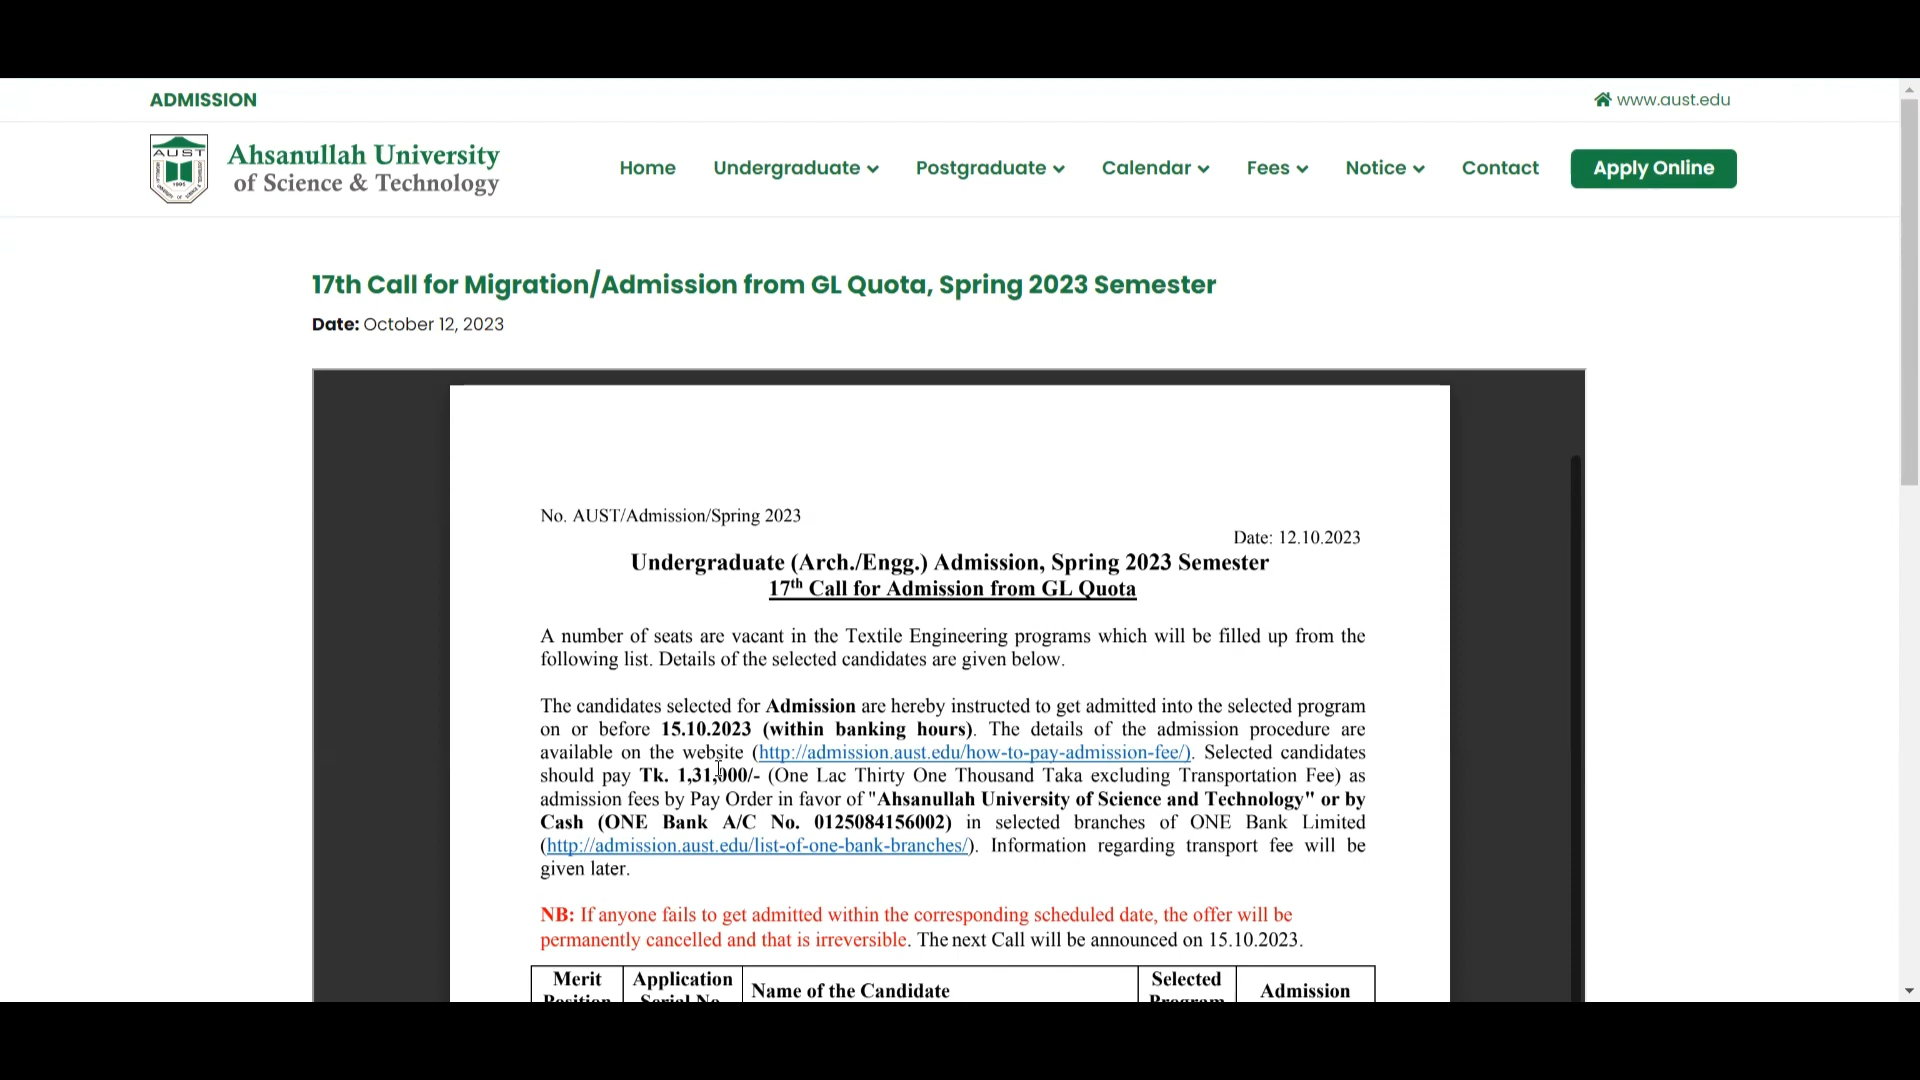 ADMISSION
www.aust.edu
AUST
1995
Ahsanullah University
of Science & Technology
Home Undergraduate Postgraduate Calendar Fees Notice Contact Apply Online
17th Call for Migration/Admission from GL Quota, Spring 2023 Semester
Date: October 12, 2023
No. AUST/Admission/Spring 2023
Date: 12.10.2023
Undergraduate (Arch./Engg.) Admission, Spring 2023 Semester
17th Call for Admission from GL Quota
A number of seats are vacant in the Textile Engineering programs which will be filled up from the
following list. Details of the selected candidates are given below.
The candidates selected for Admission are hereby instructed to get admitted into the selected program
on or before 15.10.2023 (within banking hours). The details of the admission procedure are
available on the website (http://admission.aust.edu/how-to-pay-admission-fee/). Selected candidates
should pay Tk. 1,31,000/- (One Lac Thirty One Thousand Taka excluding Transportation Fee) as
admission fees by Pay Order in favor of "Ahsanullah University of Science and Technology" or by
Cash (ONE Bank A/C No. 0125084156002) in selected branches of ONE Bank Limited
(http://admission.aust.edu/list-of-one-bank-branches/). Information regarding transport fee will be
given later.
NB: If anyone fails to get admitted within the corresponding scheduled date, the offer will be
permanently cancelled and that is irreversible. The next Call will be announced on 15.10.2023.
Merit Application Name of the Candidate Selected Admission
Position Serial No Program